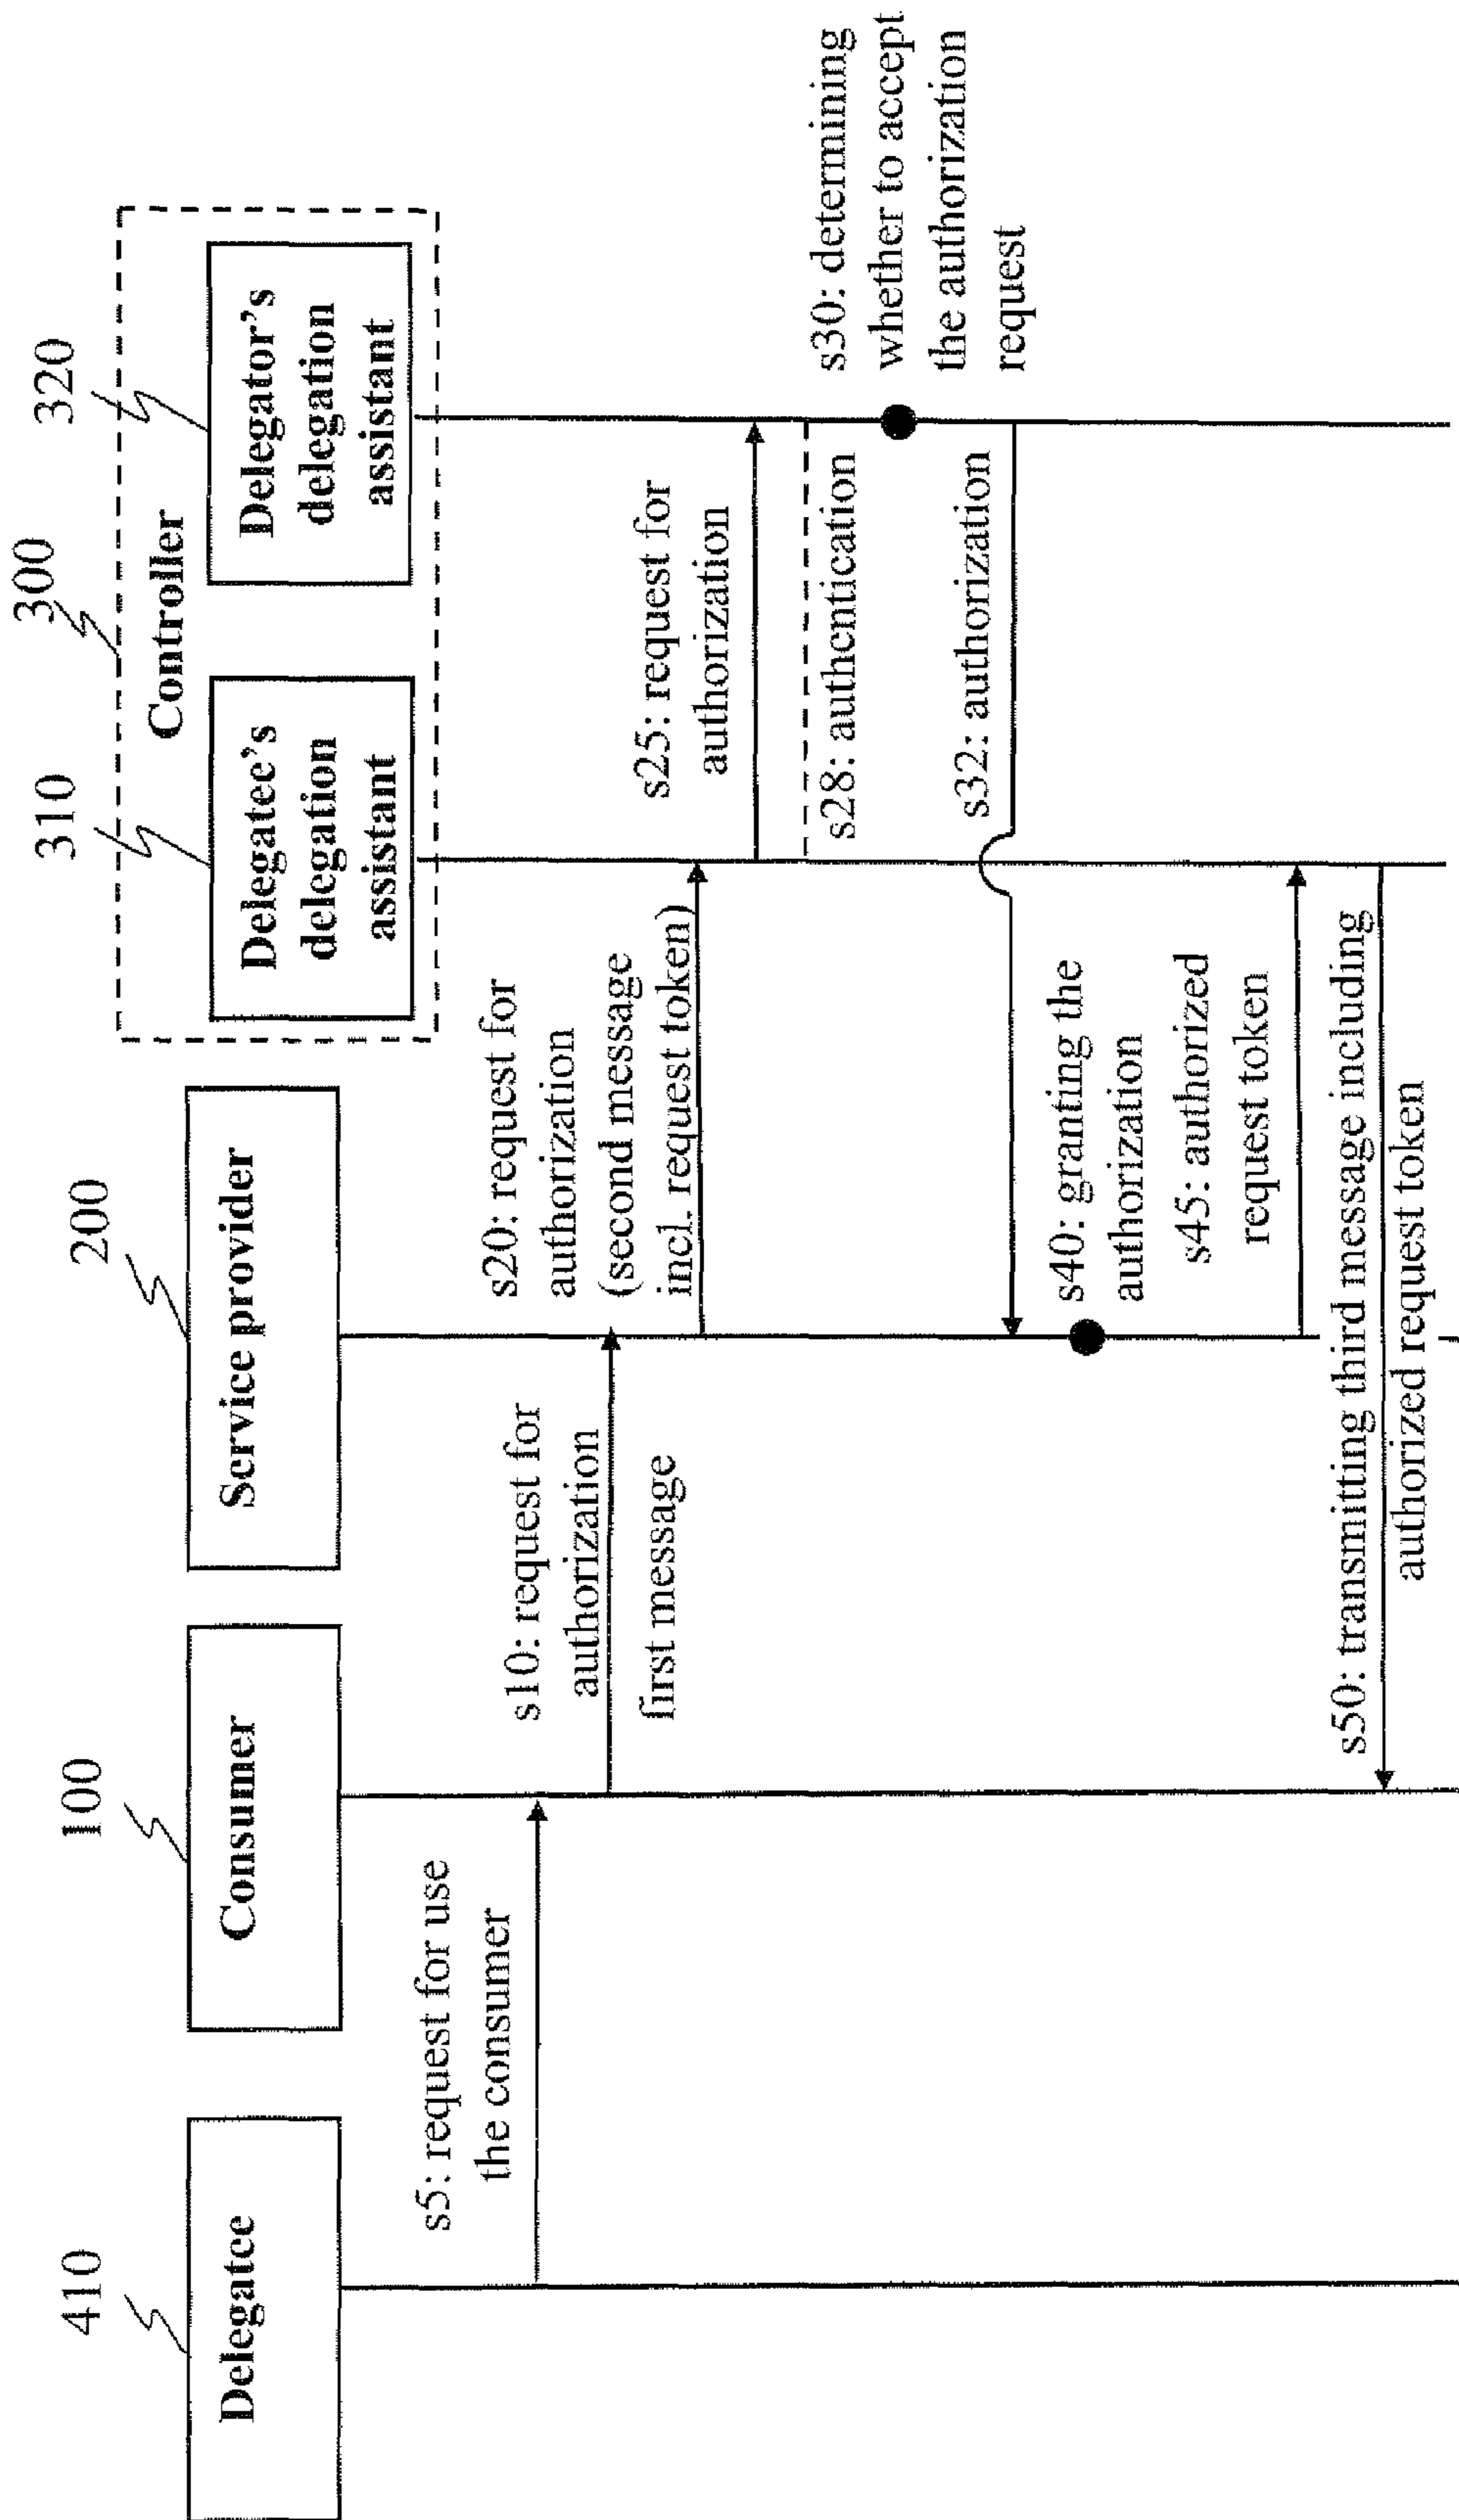 410
100
200
300
310
320
Delegatee
Consumer
Service provider
Controller
Delegatee's
delegation
assistant
Delegator's
delegation
assistant
s5: request for use
the consumer
s10: request for
authorization
first message
s20: request for
authorization
(second message
incl. request token)
s25: request for
authorization
s28: authentication
s30: determining
whether to accept
the authorization
request
s32: authorization
s40: granting the
authorization
s45: authorized
request token
s50: transmitting third message including
authorized request token